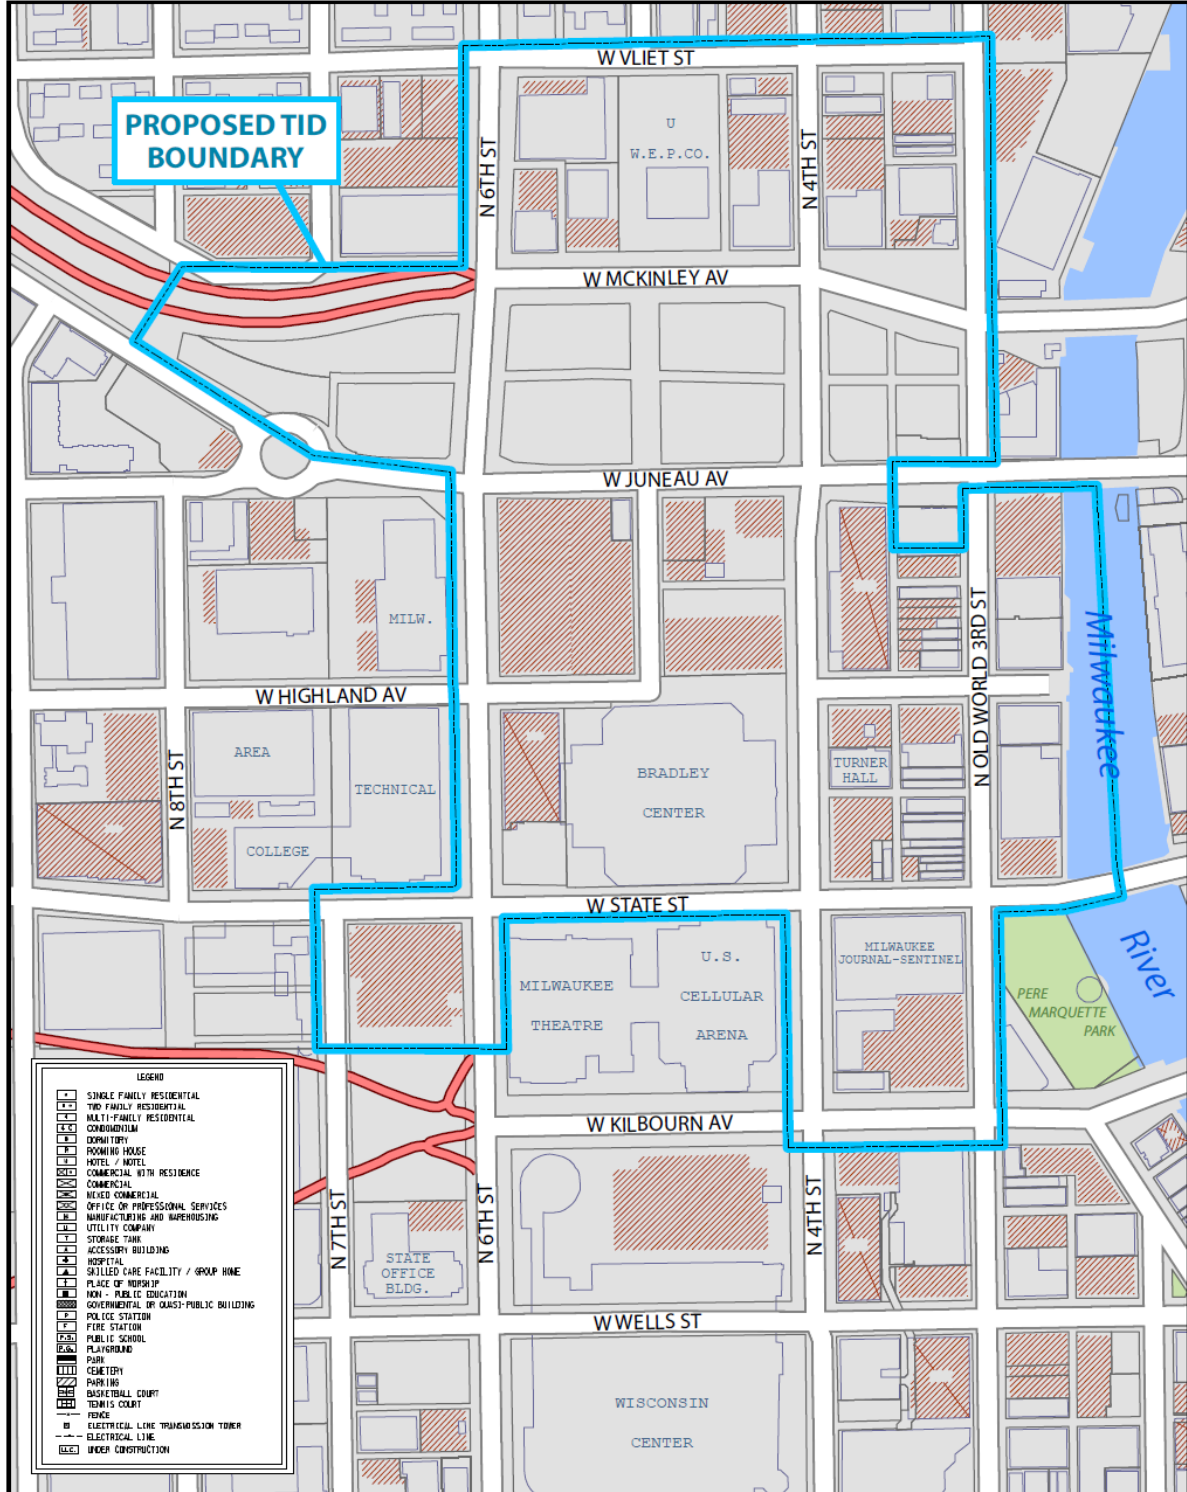 W VLIET ST
PROPOSED TID
BOUNDARY
N 6TH ST
U
W.E.P.CO.
N 4TH ST
W MCKINLEY AV
W JUNEAU AV
MILW.
N OLD WORLD 3RD ST
Milwaukee
W HIGHLAND AV
N 8TH ST
AREA
TECHNICAL
COLLEGE
BRADLEY
CENTER
TURNER
HALL
W STATE ST
MILWAUKEE
THEATRE
U.S.
CELLULAR
ARENA
MILWAUKEE
JOURNAL-SENTINEL
River
PERE
MARQUETTE
PARK
W KILBOURN AV
N 7TH ST
N 6TH ST
N 4TH ST
STATE
OFFICE
BLDG.
W WELLS ST
WISCONSIN
CENTER
LEGEND
SINGLE FAMILY RESIDENTIAL
TWO FAMILY RESIDENTIAL
MULTI-FAMILY RESIDENTIAL
CONDOMINIUM
DORMITORY
ROOMING HOUSE
HOTEL / MOTEL
COMMERCIAL WITH RESIDENCE
COMMERCIAL
MIXED COMMERCIAL
OFFICE OR PROFESSIONAL SERVICES
MANUFACTURING AND WAREHOUSING
UTILITY COMPANY
STORAGE TANK
ACCESSORY BUILDING
HOSPITAL
SKILLED CARE FACILITY / GROUP HOME
PLACE OF WORSHIP
NON - PUBLIC EDUCATION
GOVERNMENTAL OR QUASI-PUBLIC BUILDING
P POLICE STATION
F FIRE STATION
P.S. PUBLIC SCHOOL
P.G. PLAYGROUND
PARK
CEMETERY
PARKING
BASKETBALL COURT
TENNIS COURT
FENCE
ELECTRICAL LINE TRANSMISSION TOWER
ELECTRICAL LINE
U.C. UNDER CONSTRUCTION